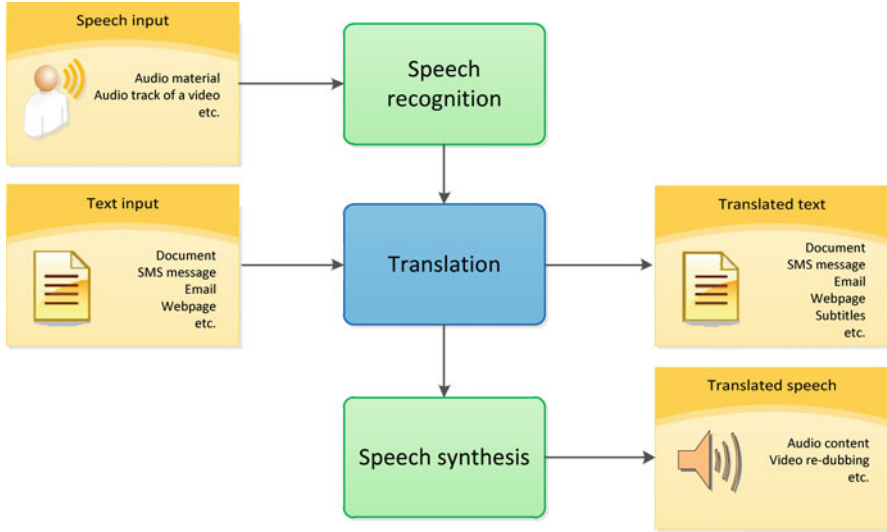 Speech input
Audio material
Audio track of a video
etc.
Speech
recognition
Text input
Document
SMS message
Email
Webpage
etc.
Translation
Translated text
Document
SMS message
Email
Webpage
Subtitles
etc.
Speech synthesis
Translated speech
Audio content
Video re-dubbing
etc.